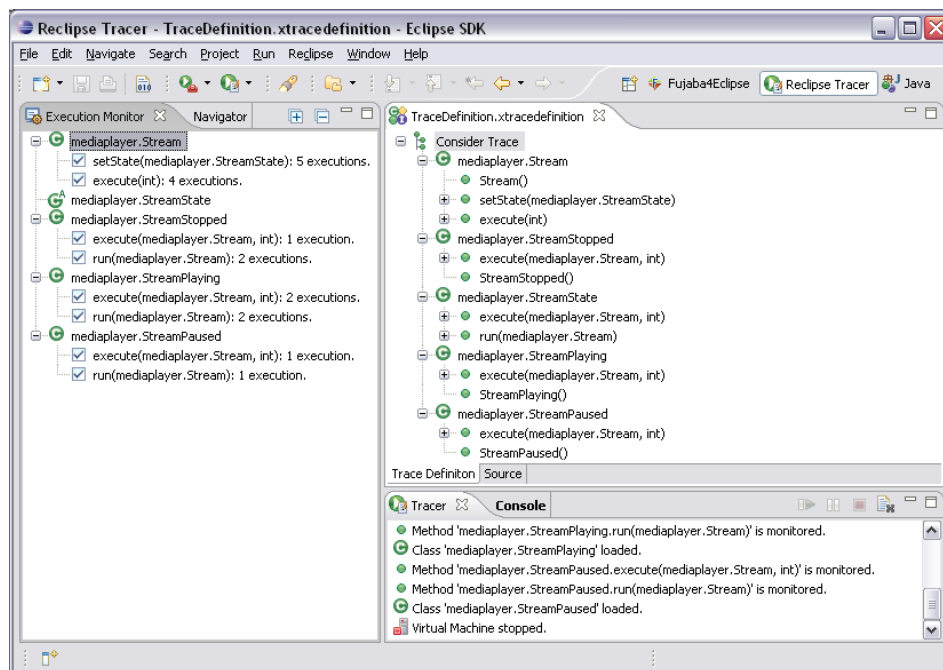 Reclipse Tracer - TraceDefinition.xtracedefinition - Eclipse SDK
File Edit Navigate Search Project Run Reclipse Window Help
Fujaba4Eclipse Reclipse Tracer Java
Execution Monitor Navigator
mediaplayer.Stream
setState(mediaplayer.StreamState): 5 executions.
execute(int): 4 executions.
mediaplayer.StreamState
mediaplayer.StreamStopped
execute(mediaplayer.Stream, int): 1 execution.
run(mediaplayer.Stream): 2 executions.
mediaplayer.StreamPlaying
execute(mediaplayer.Stream, int): 2 executions.
run(mediaplayer.Stream): 2 executions.
mediaplayer.StreamPaused
execute(mediaplayer.Stream, int): 1 execution.
run(mediaplayer.Stream): 1 execution.
TraceDefinition.xtracedefinition
Consider Trace
mediaplayer.Stream
Stream()
setState(mediaplayer.StreamState)
execute(int)
mediaplayer.StreamStopped
execute(mediaplayer.Stream, int)
StreamStopped()
mediaplayer.StreamState
execute(mediaplayer.Stream, int)
run(mediaplayer.Stream)
mediaplayer.StreamPlaying
execute(mediaplayer.Stream, int)
StreamPlaying()
mediaplayer.StreamPaused
execute(mediaplayer.Stream, int)
StreamPaused()
Trace Definiton Source
Tracer Console
Method 'mediaplayer.StreamPlaying.run(mediaplayer.Stream)' is monitored.
Class 'mediaplayer.StreamPlaying' loaded.
Method 'mediaplayer.StreamPaused.execute(mediaplayer.Stream, int)' is monitored.
Method 'mediaplayer.StreamPaused.run(mediaplayer.Stream)' is monitored.
Class 'mediaplayer.StreamPaused' loaded.
Virtual Machine stopped.